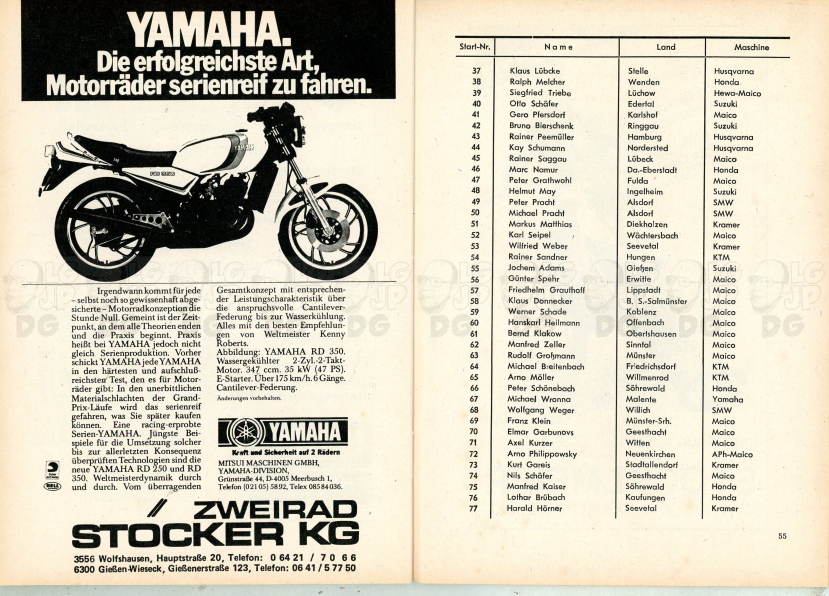 YAMAHA.
Die erfolgreichste Art,
Motorräder serienreif zu fahren.
YAMAHA
Irgendwann kommt für jede
– selbst noch so gewissenhaft abge-
sicherte – Motorradkonzeption die
Stunde Null. Gemeint ist der Zeit-
punkt, an dem alle Theorien enden
und die Praxis beginnt. Praxis
heißt bei YAMAHA jedoch nicht
gleich Serienproduktion. Vorher
schickt YAMAHA jede YAMAHA
in den härtesten und aufschluß-
reichsten Test, den es für Motor-
räder gibt: In den unerbittlichen
Materialschlachten der Grand-
Prix-Läufe wird das serienreif
gefahren, was Sie später kaufen
können. Eine racing-erprobte
Serien-YAMAHA. Jüngste Bei-
spiele für die Umsetzung solcher
bis zur allerletzten Konsequenz
überprüften Technologien sind die
neue YAMAHA RD 250 und RD
350. Weltmeisterdynamik durch
und durch. Vom überragenden
Gesamtkonzept mit entsprechen-
der Leistungscharakteristik über
die anspruchsvolle Cantilever-
Federung bis zur Wasserkühlung.
Alles mit den besten Empfehlun-
gen von Weltmeister Kenny
Roberts.
Abbildung: YAMAHA RD 350.
Wassergekühlter 2-Zyl.-2-Takt-
Motor. 347 ccm. 35 kW (47 PS).
E-Starter. Über 175 km/h. 6 Gänge.
Cantilever-Federung.
Änderungen vorbehalten.
YAMAHA
Kraft und Sicherheit auf 2 Rädern
MITSUI MASCHINEN GMBH,
YAMAHA-DIVISION,
Grünstraße 44, D-4005 Meerbusch 1,
Telefon (021 05) 58 92, Telex 085 84 036.
BELL
// ZWEIRAD
STOCKER KG
3556 Wolfshausen, Hauptstraße 20, Telefon: 0 64 21 / 7 0 6 6
6300 Gießen-Wieseck, Gießenerstraße 123, Telefon: 06 41 / 5 77 50
Start-Nr. Name Land Maschine
37 Klaus Lübcke Stelle Husqvarna
38 Ralph Melcher Wenden Honda
39 Siegfried Triebe Lüchow Hewa-Maico
40 Otto Schäfer Edertal Suzuki
41 Gero Pfersdorf Karlshof Maico
42 Bruno Bierschenk Ringgau Suzuki
43 Rainer Peemüller Hamburg Husqvarna
44 Kay Schumann Nordersted Husqvarna
45 Rainer Saggau Lübeck Maico
46 Marc Namur Da.-Eberstadt Honda
47 Peter Grathwohl Fulda Maico
48 Helmut May Ingelheim Suzuki
49 Peter Pracht Alsdorf SMW
50 Michael Pracht Alsdorf SMW
51 Markus Matthias Diekholzen Kramer
52 Karl Seipel Wächtersbach Maico
53 Wilfried Weber Seevetal Kramer
54 Rainer Sandner Hungen KTM
55 Jochem Adams Gießen Suzuki
56 Günter Spehr Erwitte Maico
57 Friedhelm Grauthoff Lippstadt Maico
58 Klaus Donnecker B. S.-Salmünster Maico
59 Werner Schade Koblenz Maico
60 Hanskarl Heilmann Offenbach Maico
61 Bernd Klakow Obertshausen Maico
62 Manfred Zeller Sinntal Maico
63 Rudolf Großmann Münster Maico
64 Michael Breitenbach Friedrichsdorf KTM
65 Arno Möller Willmenrod KTM
66 Peter Schönebach Söhrewald Honda
67 Michael Wronna Malente Yamaha
68 Wolfgang Weger Willich SMW
69 Franz Klein Münster-Srh. Maico
70 Elmar Garbunovs Geesthacht Maico
71 Axel Kurzer Witten Maico
72 Arno Philippowsky Neuenkirchen APh-Maico
73 Kurt Gareis Stadtallendorf Kramer
74 Nils Schäfer Geesthacht Maico
75 Manfred Kaiser Söhrewald Honda
76 Lothar Brübach Kaufungen Honda
77 Harald Hörner Seevetal Kramer
55